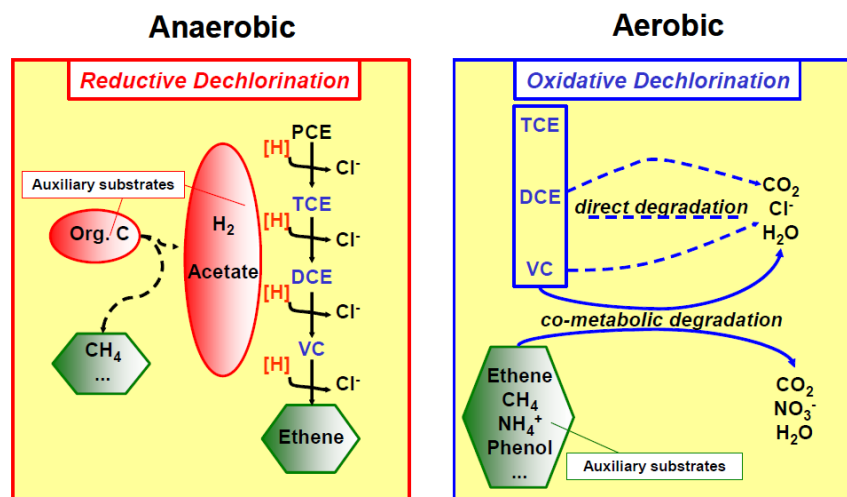 Anaerobic
Reductive Dechlorination
PCE
[H]
Cl⁻
Auxiliary substrates
TCE
[H]
Org. C
H₂
Cl⁻
Acetate
DCE
[H]
Cl⁻
CH₄
...
VC
[H]
Cl⁻
Ethene
Aerobic
Oxidative Dechlorination
TCE
DCE
direct degradation
CO₂
Cl⁻
H₂O
VC
co-metabolic degradation
Ethene
CH₄
NH₄⁺
Phenol
...
CO₂
NO₃⁻
H₂O
Auxiliary substrates